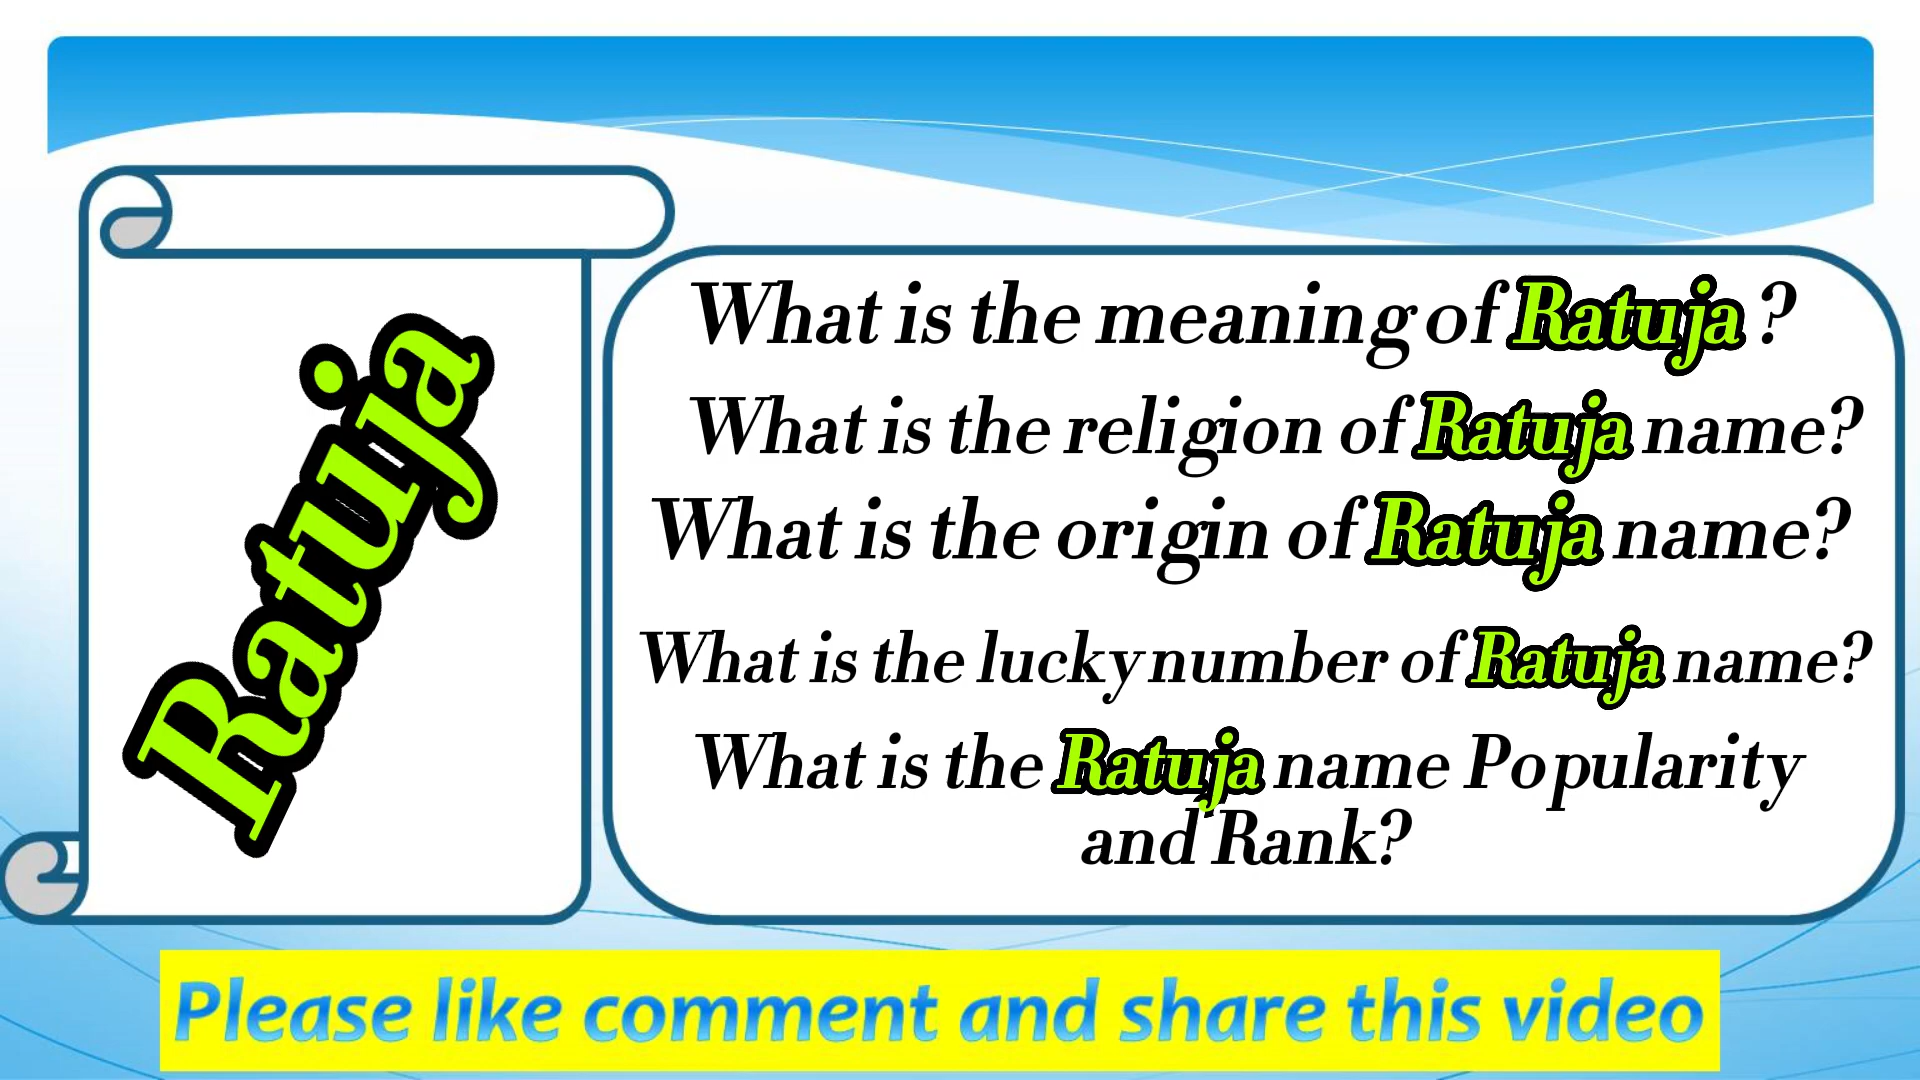 Ratuja
What is the meaning of Ratuja ?
What is the religion of Ratuja name?
What is the origin of Ratuja name?
What is the lucky number of Ratuja name?
What is the Ratuja name Popularity
and Rank?
Please like comment and share this video